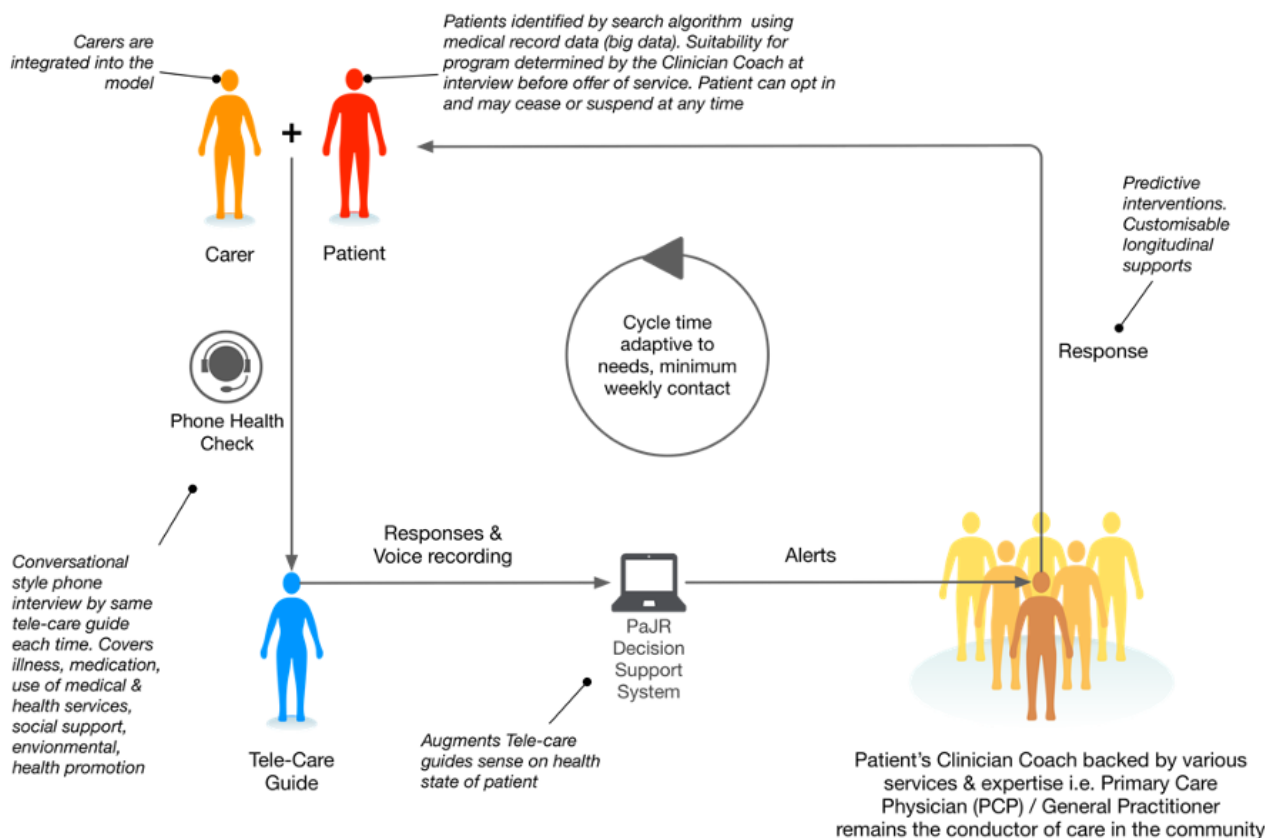 Carers are
integrated into the
model
Patients identified by search algorithm using
medical record data (big data). Suitability for
program determined by the Clinician Coach at
interview before offer of service. Patient can opt in
and may cease or suspend at any time
+
Carer
Patient
Predictive
interventions.
Customisable
longitudinal
supports
Cycle time
adaptive to
needs, minimum
weekly contact
Response
Phone Health
Check
Conversational
style phone
interview by same
tele-care guide
each time. Covers
illness, medication,
use of medical &
health services,
social support,
envionmental,
health promotion
Responses &
Voice recording
Alerts
PaJR
Decision
Support
System
Augments Tele-care
guides sense on health
state of patient
Tele-Care
Guide
Patient's Clinician Coach backed by various
services & expertise i.e. Primary Care
Physician (PCP) / General Practitioner
remains the conductor of care in the community